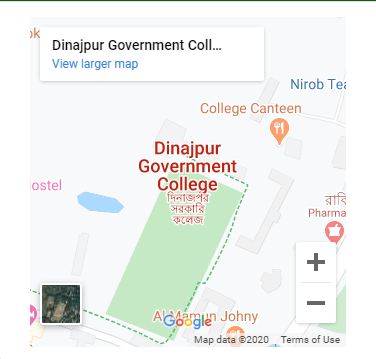 ok
Dinajpur Government Coll...
View larger map
Nirob Tea
College Canteen
Dinajpur
Government
College
দিনাজপুর
সরকারি
কলেজ
ostel
রাবি
Pharma
Al Mamun Johny
Google
Map data ©2020 Terms of Use